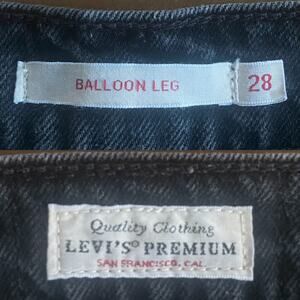 BALLOON LEG 28
Quality Clothing
LEVI'S® PREMIUM
SAN FRANCISCO, CAL.